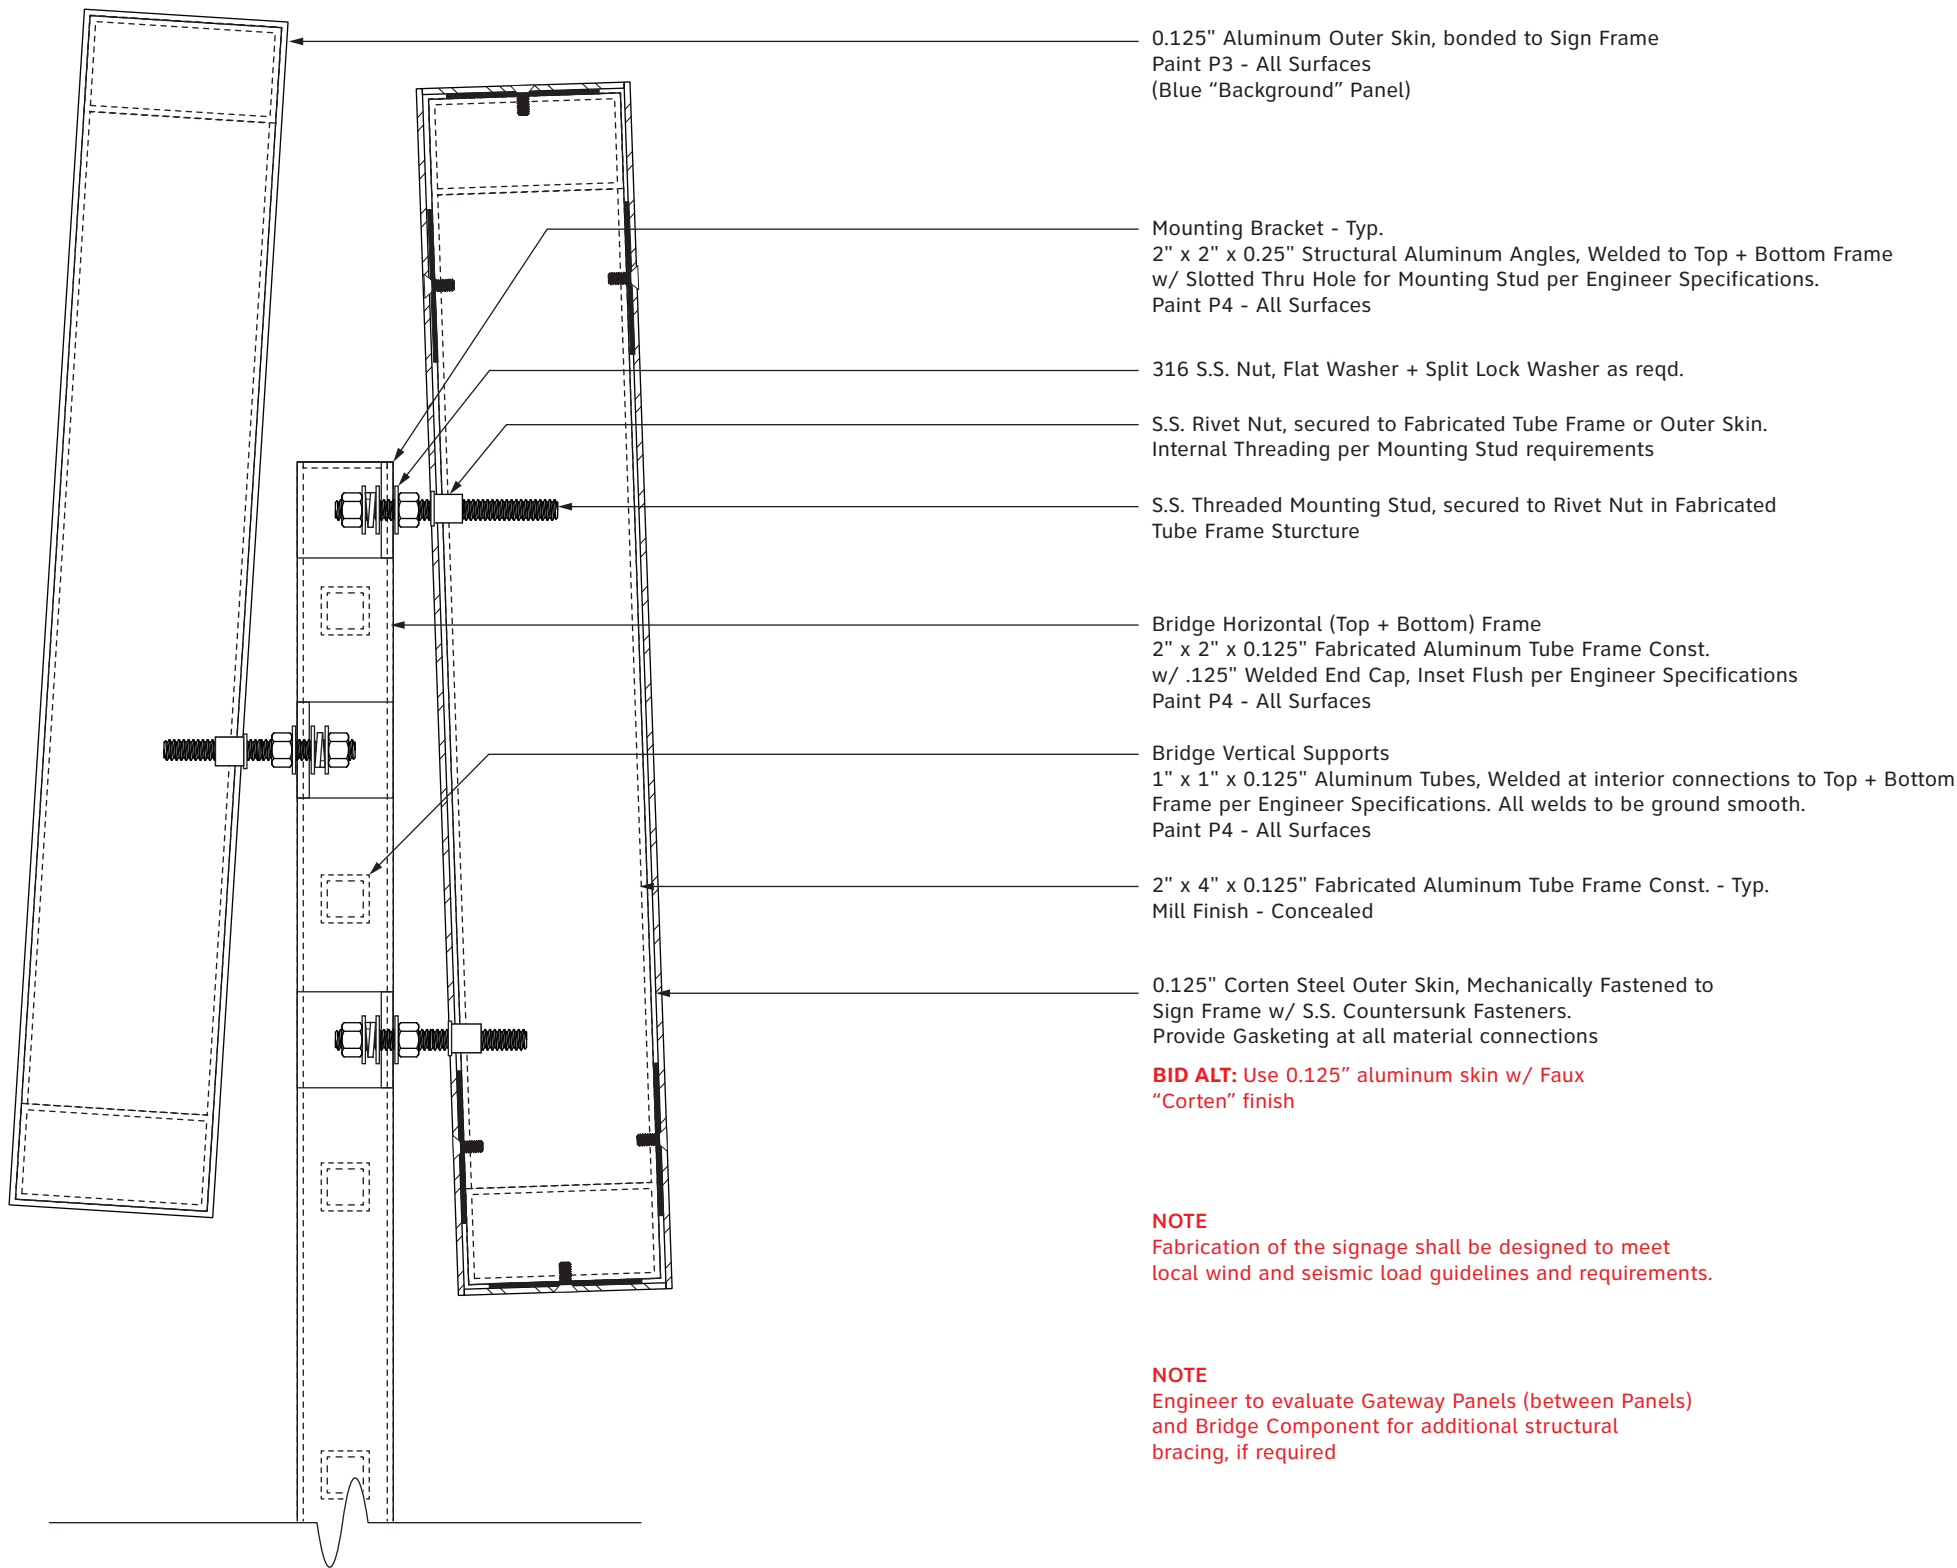 0.125" Aluminum Outer Skin, bonded to Sign Frame
Paint P3 - All Surfaces
(Blue “Background” Panel)
Mounting Bracket - Typ.
2" x 2" x 0.25" Structural Aluminum Angles, Welded to Top + Bottom Frame
w/ Slotted Thru Hole for Mounting Stud per Engineer Specifications.
Paint P4 - All Surfaces
316 S.S. Nut, Flat Washer + Split Lock Washer as reqd.
S.S. Rivet Nut, secured to Fabricated Tube Frame or Outer Skin.
Internal Threading per Mounting Stud requirements
S.S. Threaded Mounting Stud, secured to Rivet Nut in Fabricated
Tube Frame Sturcture
Bridge Horizontal (Top + Bottom) Frame
2" x 2" x 0.125" Fabricated Aluminum Tube Frame Const.
w/ .125" Welded End Cap, Inset Flush per Engineer Specifications
Paint P4 - All Surfaces
Bridge Vertical Supports
1" x 1" x 0.125" Aluminum Tubes, Welded at interior connections to Top + Bottom
Frame per Engineer Specifications. All welds to be ground smooth.
Paint P4 - All Surfaces
2" x 4" x 0.125" Fabricated Aluminum Tube Frame Const. - Typ.
Mill Finish - Concealed
0.125" Corten Steel Outer Skin, Mechanically Fastened to
Sign Frame w/ S.S. Countersunk Fasteners.
Provide Gasketing at all material connections
BID ALT: Use 0.125” aluminum skin w/ Faux
“Corten” finish
NOTE
Fabrication of the signage shall be designed to meet
local wind and seismic load guidelines and requirements.
NOTE
Engineer to evaluate Gateway Panels (between Panels)
and Bridge Component for additional structural
bracing, if required